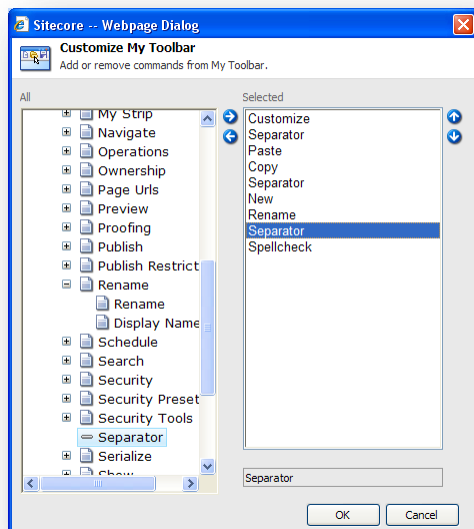 Sitecore -- Webpage Dialog
Customize My Toolbar
Add or remove commands from My Toolbar.
All
My Strip
Navigate
Operations
Ownership
Page Urls
Preview
Proofing
Publish
Publish Restrict
Rename
Rename
Display Name
Schedule
Search
Security
Security Preset
Security Tools
Separator
Serialize
Show
Selected
Customize
Separator
Paste
Copy
Separator
New
Rename
Separator
Spellcheck
Separator
OK
Cancel